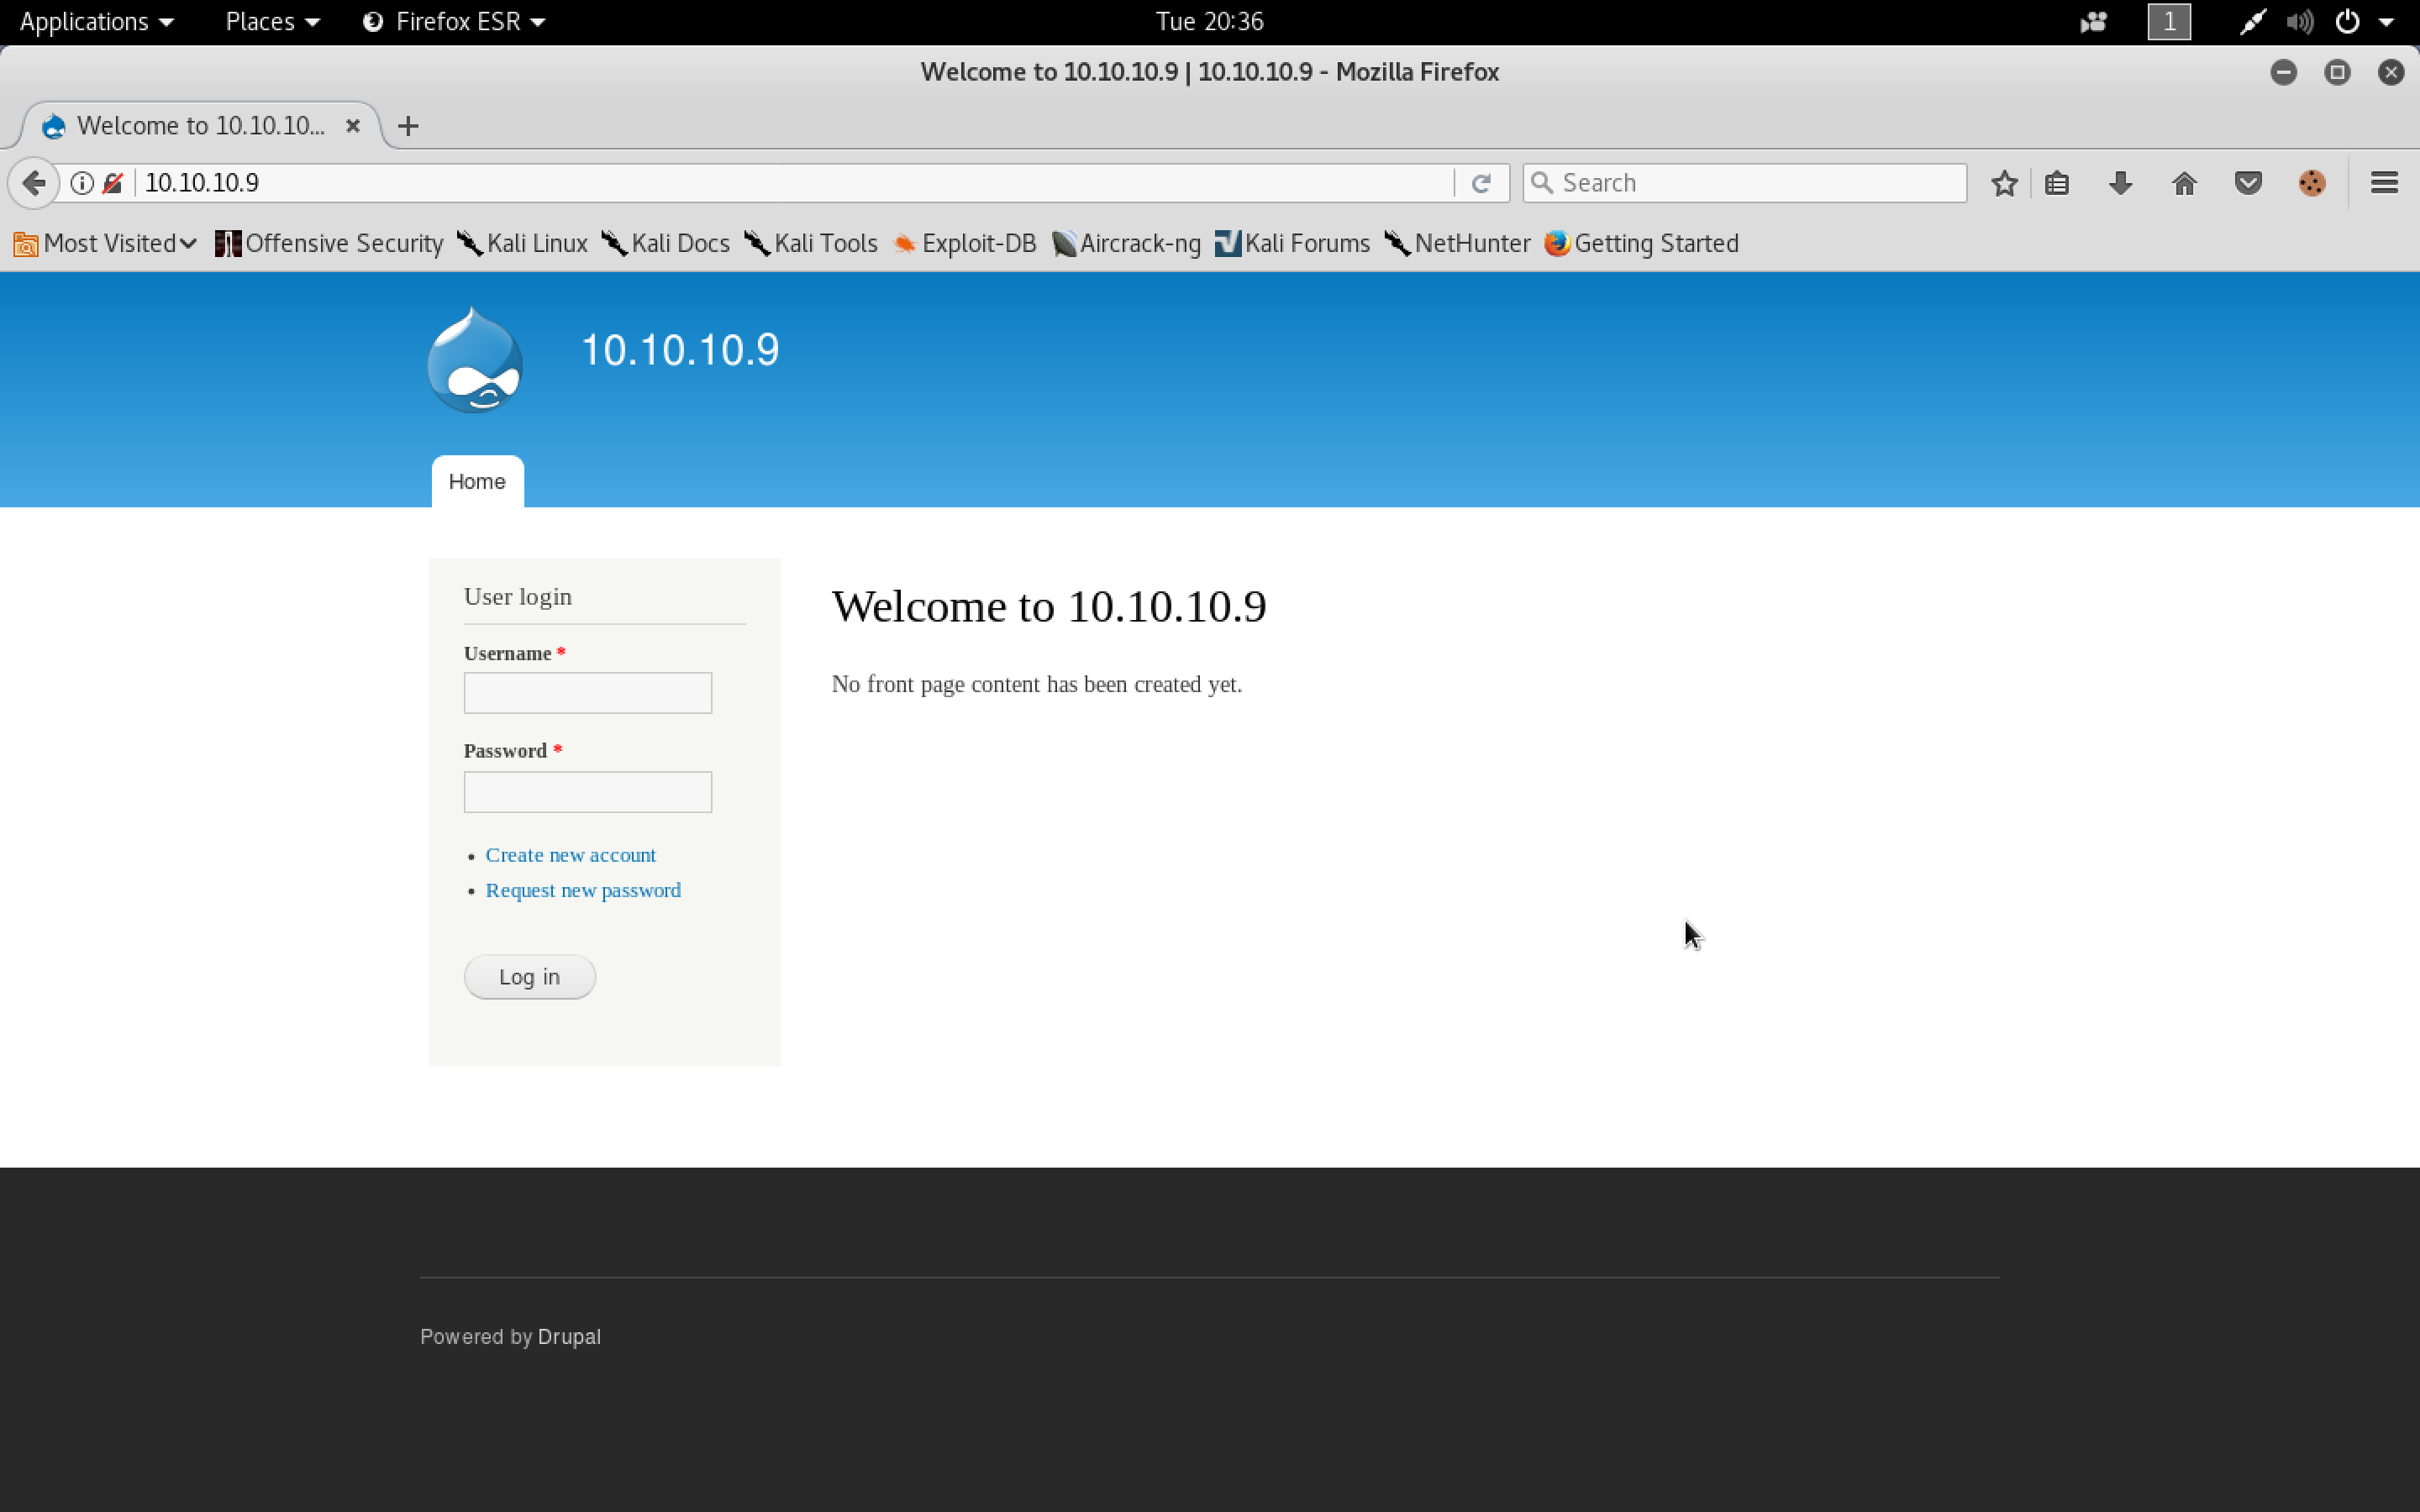 Applications Places Firefox ESR Tue 20:36 1
Welcome to 10.10.10.9 | 10.10.10.9 - Mozilla Firefox
Welcome to 10.10.10...
10.10.10.9 Search
Most Visited Offensive Security Kali Linux Kali Docs Kali Tools Exploit-DB Aircrack-ng Kali Forums NetHunter Getting Started
10.10.10.9
Home
User login
Username *
Password *
Create new account
Request new password
Log in
Welcome to 10.10.10.9
No front page content has been created yet.
Powered by Drupal